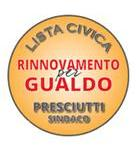 LISTA CIVICA
RINNOVAMENTO
per
GUALDO
PRESCIUTTI
SINDACO